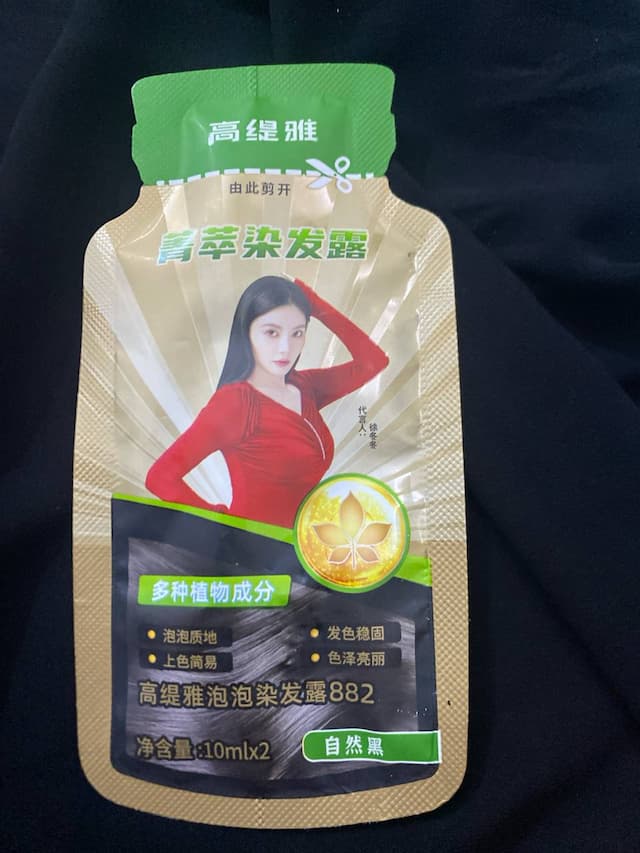 高缇雅
由此剪开
菁萃染发露
代言人：
徐冬冬
多种植物成分
泡泡质地
发色稳固
上色简易
色泽亮丽
高缇雅泡泡染发露882
净含量:10mlx2
自然黑